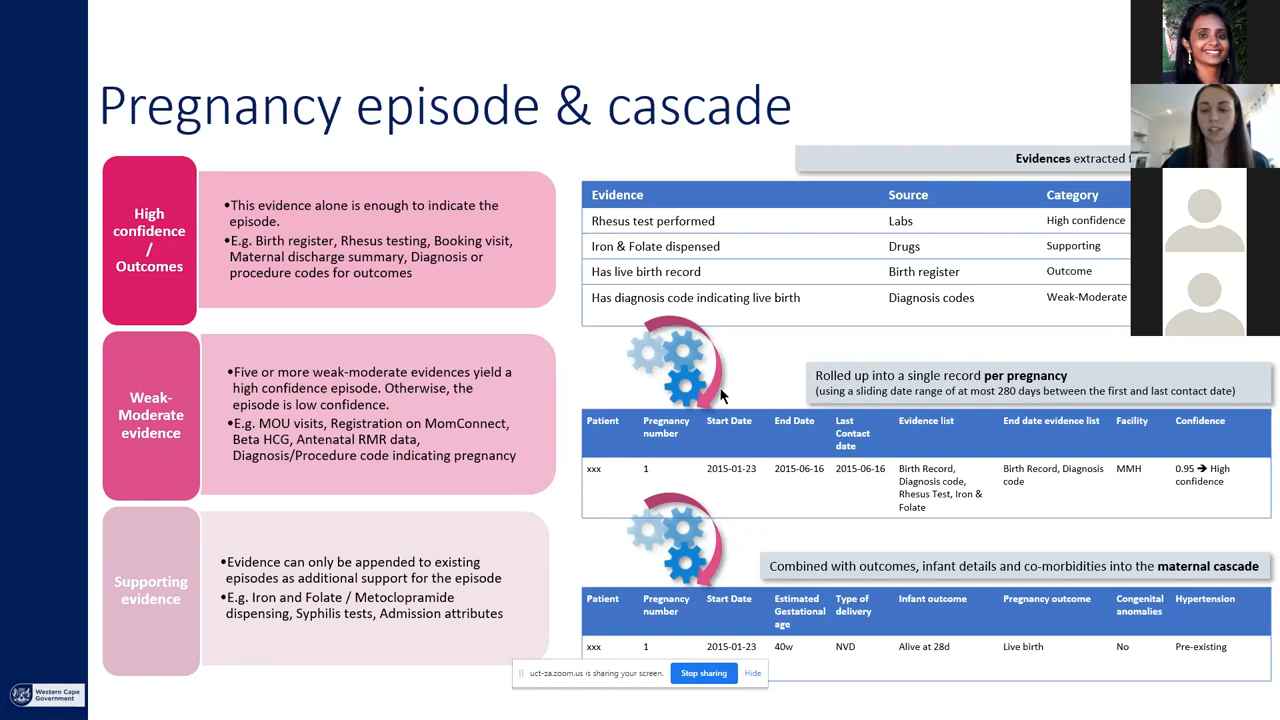 Pregnancy episode & cascade
High
confidence
/
Outcomes
•This evidence alone is enough to indicate the
episode.
•E.g. Birth register, Rhesus testing, Booking visit,
Maternal discharge summary, Diagnosis or
procedure codes for outcomes
Weak-
Moderate
evidence
•Five or more weak-moderate evidences yield a
high confidence episode. Otherwise, the
episode is low confidence.
•E.g. MOU visits, Registration on MomConnect,
Beta HCG, Antenatal RMR data,
Diagnosis/Procedure code indicating pregnancy
Supporting
evidence
•Evidence can only be appended to existing
episodes as additional support for the episode
•E.g. Iron and Folate / Metoclopramide
dispensing, Syphilis tests, Admission attributes
Evidences extracted
Evidence Source Category
Rhesus test performed Labs High confidence
Iron & Folate dispensed Drugs Supporting
Has live birth record Birth register Outcome
Has diagnosis code indicating live birth Diagnosis codes Weak-Moderate
Rolled up into a single record per pregnancy
(using a sliding date range of at most 280 days between the first and last contact date)
Patient Pregnancy Start Date End Date Last Evidence list End date evidence list Facility Confidence
number Contact
date
xxx 1 2015-01-23 2015-06-16 2015-06-16 Birth Record, Birth Record, Diagnosis MMH 0.95 ➔ High
Diagnosis code, code confidence
Rhesus Test, Iron &
Folate
Combined with outcomes, infant details and co-morbidities into the maternal cascade
Patient Pregnancy Start Date Estimated Type of Infant outcome Pregnancy outcome Congenital Hypertension
number Gestational delivery anomalies
age
xxx 1 2015-01-23 40w NVD Alive at 28d Live birth No Pre-existing
uct-za.zoom.us is sharing your screen. Stop sharing Hide
Western Cape
Government